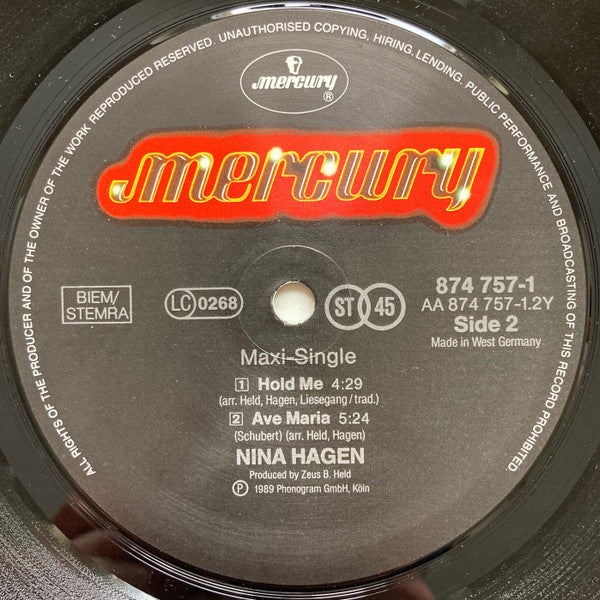 ALL RIGHTS OF THE PRODUCER AND OF THE OWNER OF THE WORK REPRODUCED RESERVED. UNAUTHORISED COPYING, HIRING, LENDING, PUBLIC PERFORMANCE AND BROADCASTING OF THIS RECORD PROHIBITED
mercury
®
mercury
BIEM/
STEMRA
LC 0268
ST 45
874 757-1
AA 874 757-1.2Y
Side 2
Made in West Germany
Maxi-Single
1 Hold Me 4:29
(arr. Held, Hagen, Liesegang / trad.)
2 Ave Maria 5:24
(Schubert) (arr. Held, Hagen)
NINA HAGEN
Produced by Zeus B. Held
℗ 1989 Phonogram GmbH, Köln